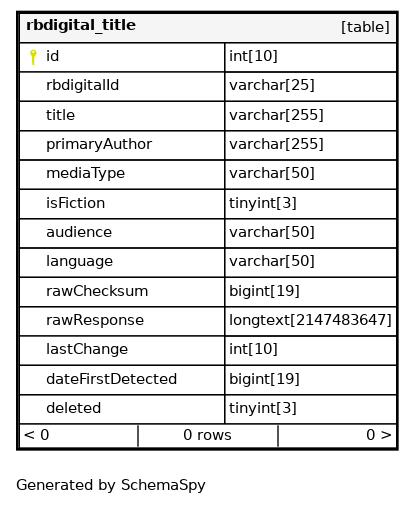 rbdigital_title [table]
id int[10]
rbdigitalId varchar[25]
title varchar[255]
primaryAuthor varchar[255]
mediaType varchar[50]
isFiction tinyint[3]
audience varchar[50]
language varchar[50]
rawChecksum bigint[19]
rawResponse longtext[2147483647]
lastChange int[10]
dateFirstDetected bigint[19]
deleted tinyint[3]
< 0 0 rows 0 >
Generated by SchemaSpy